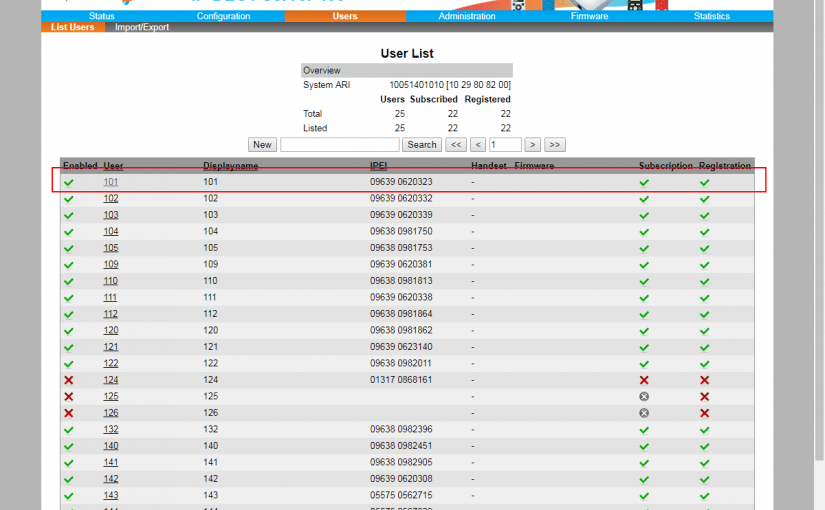 Status Configuration Users Administration Firmware Statistics
List Users Import/Export
User List
Overview
System ARI 10051401010 [10 29 80 82 00]
Users Subscribed Registered
Total 25 22 22
Listed 25 22 22
New Search << < 1 > >>
Enabled User Displayname IPEI Handset Firmware Subscription Registration
101 101 09639 0620323 -
102 102 09639 0620332 -
103 103 09639 0620339 -
104 104 09638 0981750 -
105 105 09638 0981753 -
109 109 09639 0620381 -
110 110 09638 0981813 -
111 111 09639 0620338 -
112 112 09638 0981864 -
120 120 09638 0981862 -
121 121 09639 0623140 -
122 122 09638 0982011 -
124 124 01317 0868161 -
125 125 -
126 126 -
132 132 09638 0982396 -
140 140 09638 0982451 -
141 141 09638 0982905 -
142 142 09639 0620308 -
143 143 05575 0562715 -